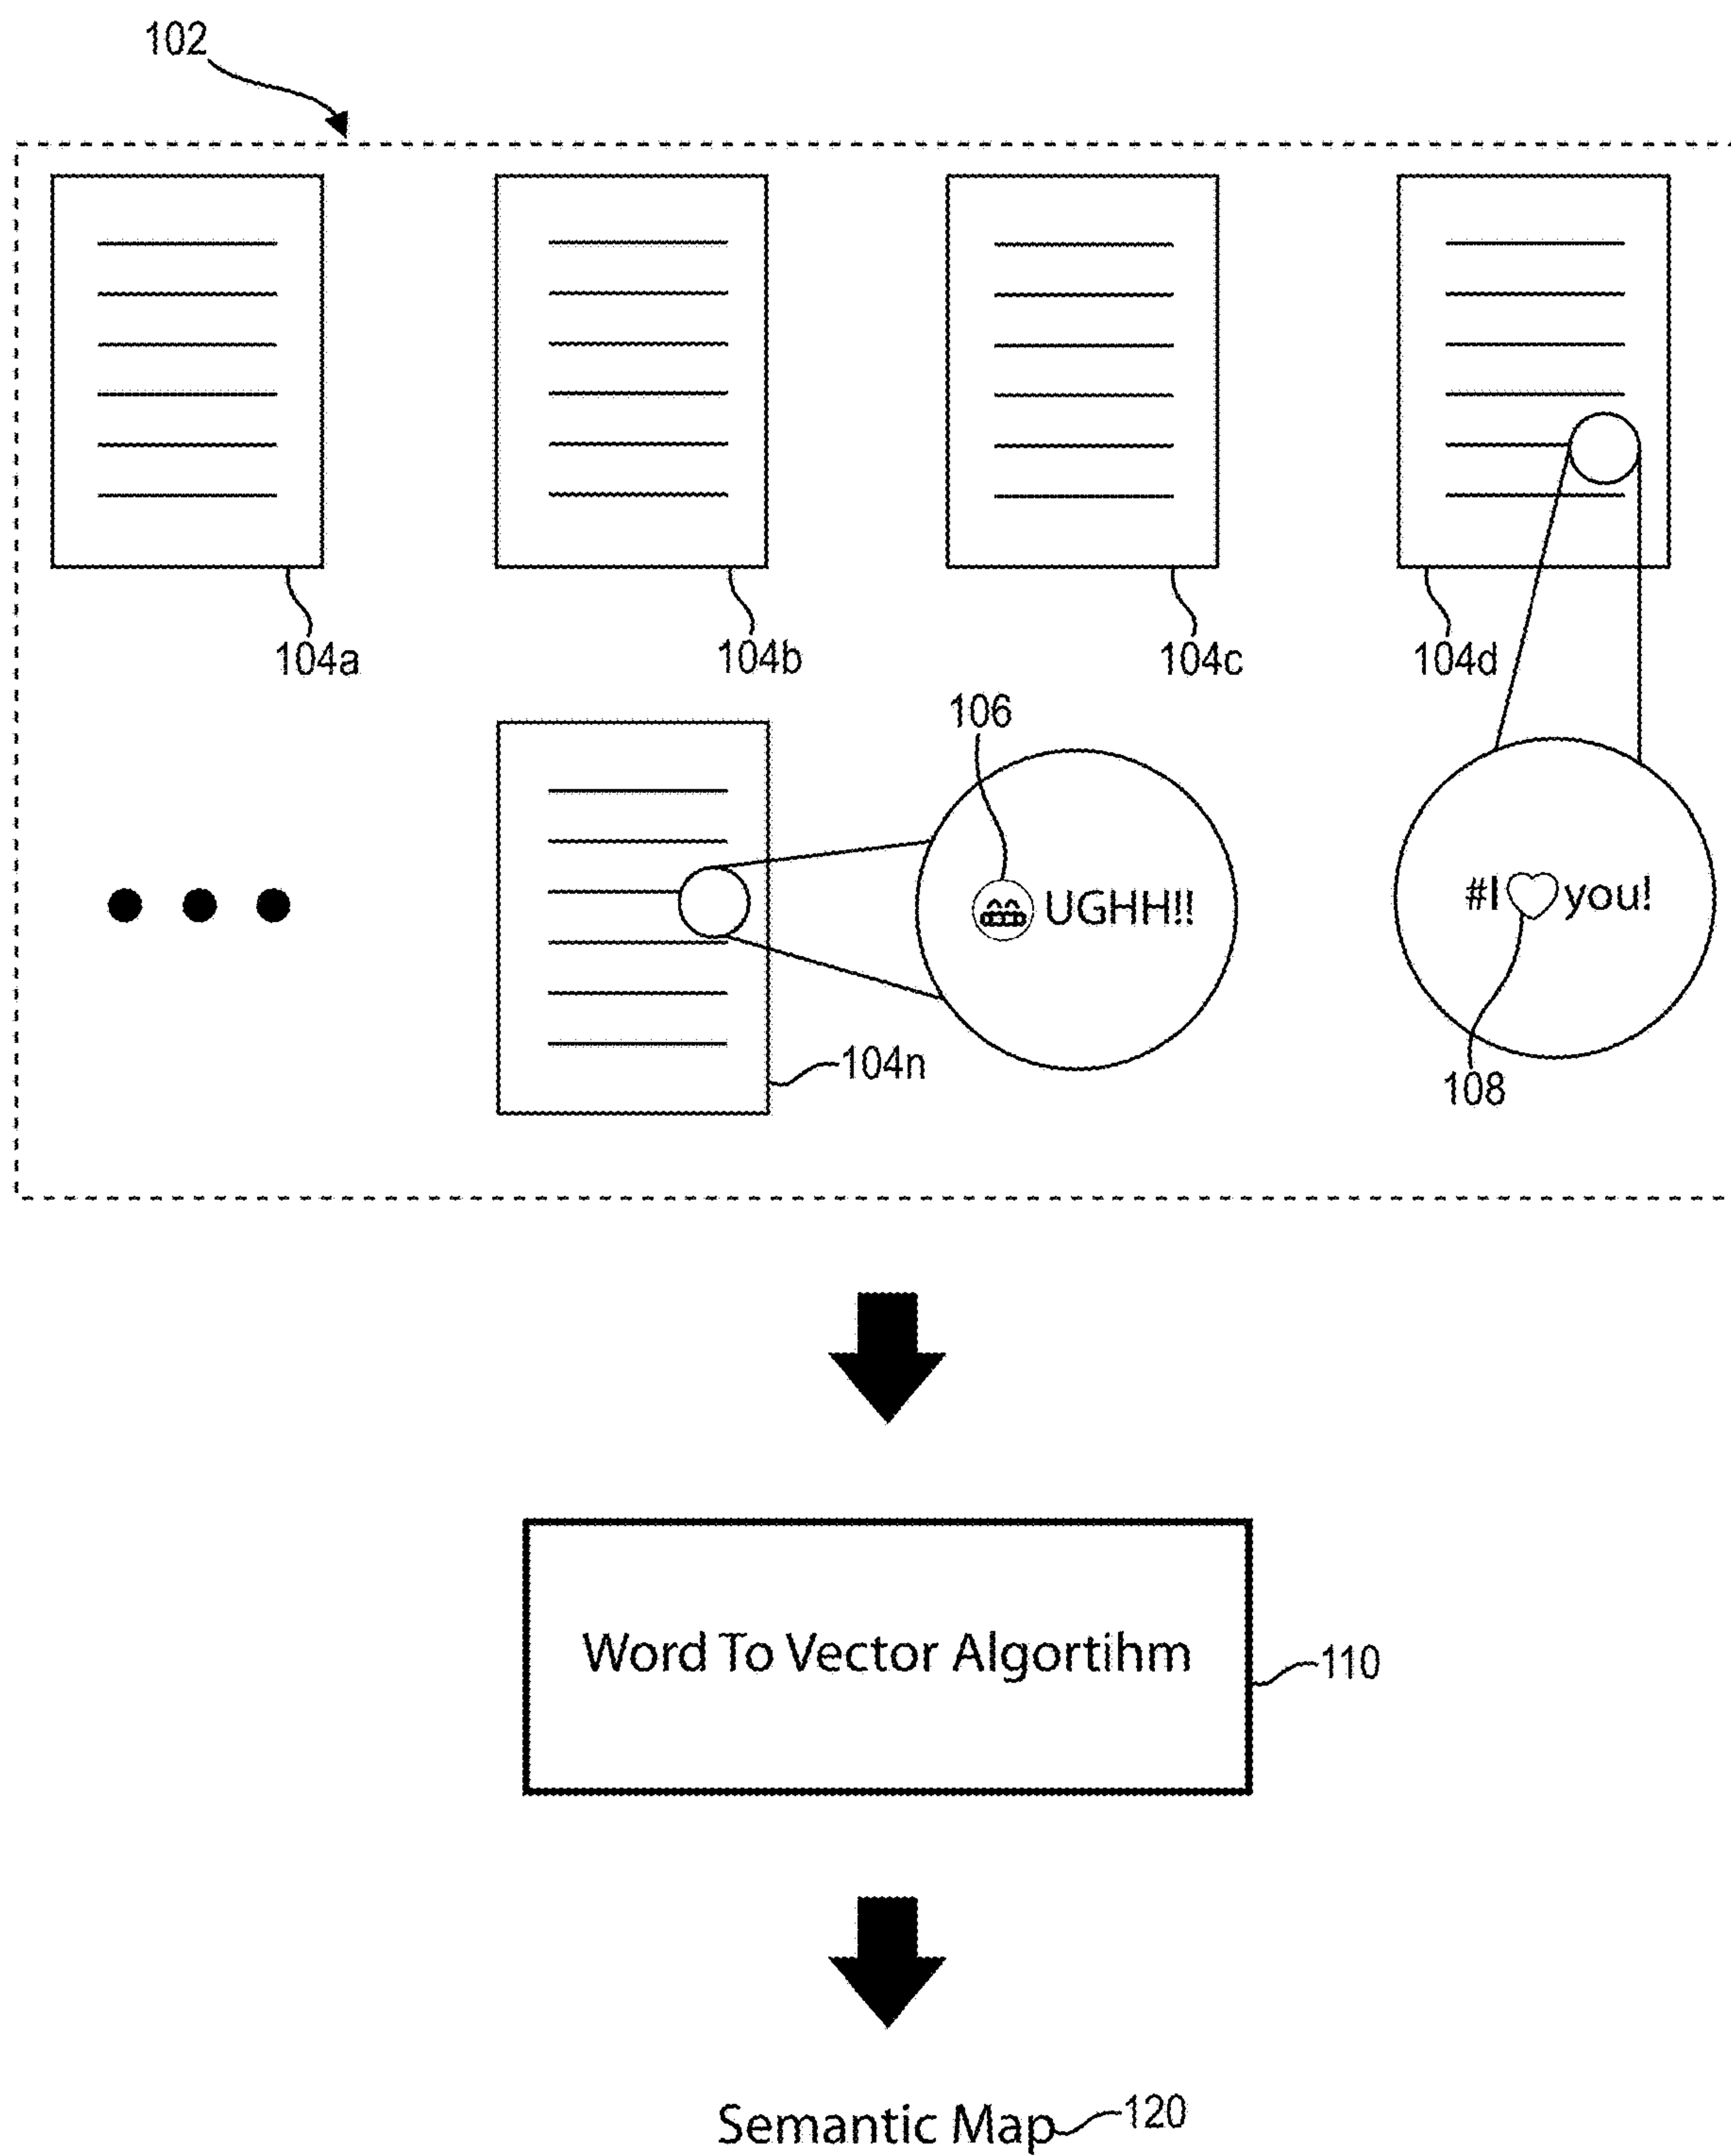 102
104a
104b
104c
104d
106
UGHH!!
#I you!
104n
108
Word To Vector Algortihm
110
Semantic Map
120